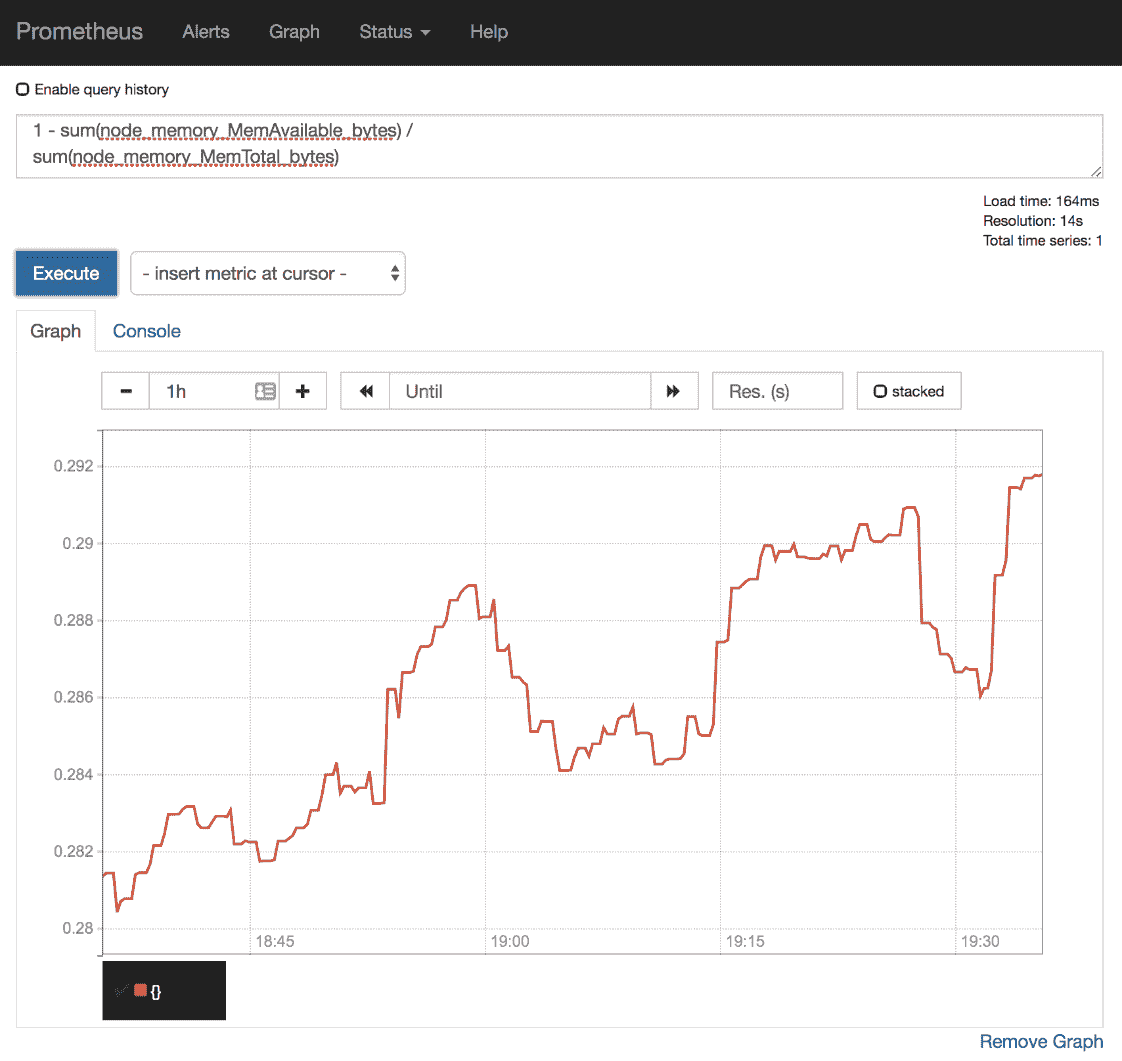 Prometheus Alerts Graph Status Help
Enable query history
1 - sum(node_memory_MemAvailable_bytes) /
sum(node_memory_MemTotal_bytes)
Load time: 164ms
Resolution: 14s
Total time series: 1
Execute - insert metric at cursor -
Graph Console
- 1h + Until Res. (s) stacked
0.292
0.29
0.288
0.286
0.284
0.282
0.28
18:45 19:00 19:15 19:30
{}
Remove Graph